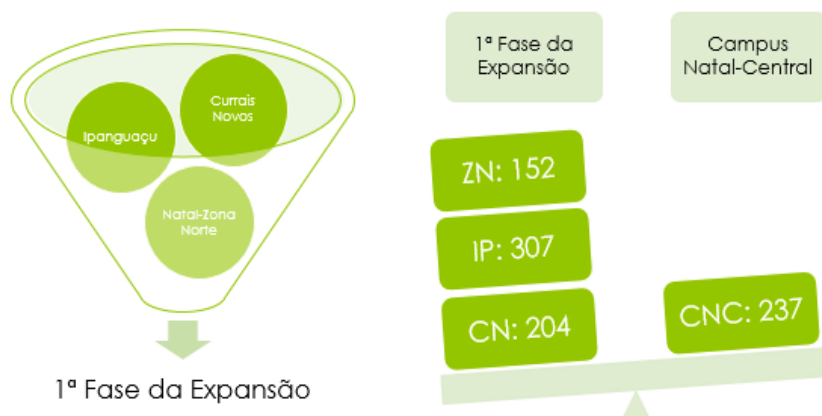 Currais
Novos
Ipanguaçu
Natal-Zona
Norte
1ª Fase da Expansão
1ª Fase da
Expansão
Campus
Natal-Central
ZN: 152
IP: 307
CN: 204
CNC: 237